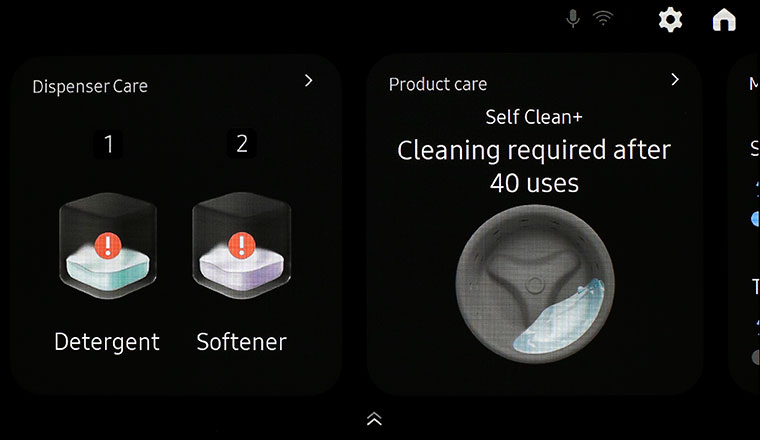 Dispenser Care
1
2
Detergent
Softener
Product care
Self Clean+
Cleaning required after
40 uses
M
S
T